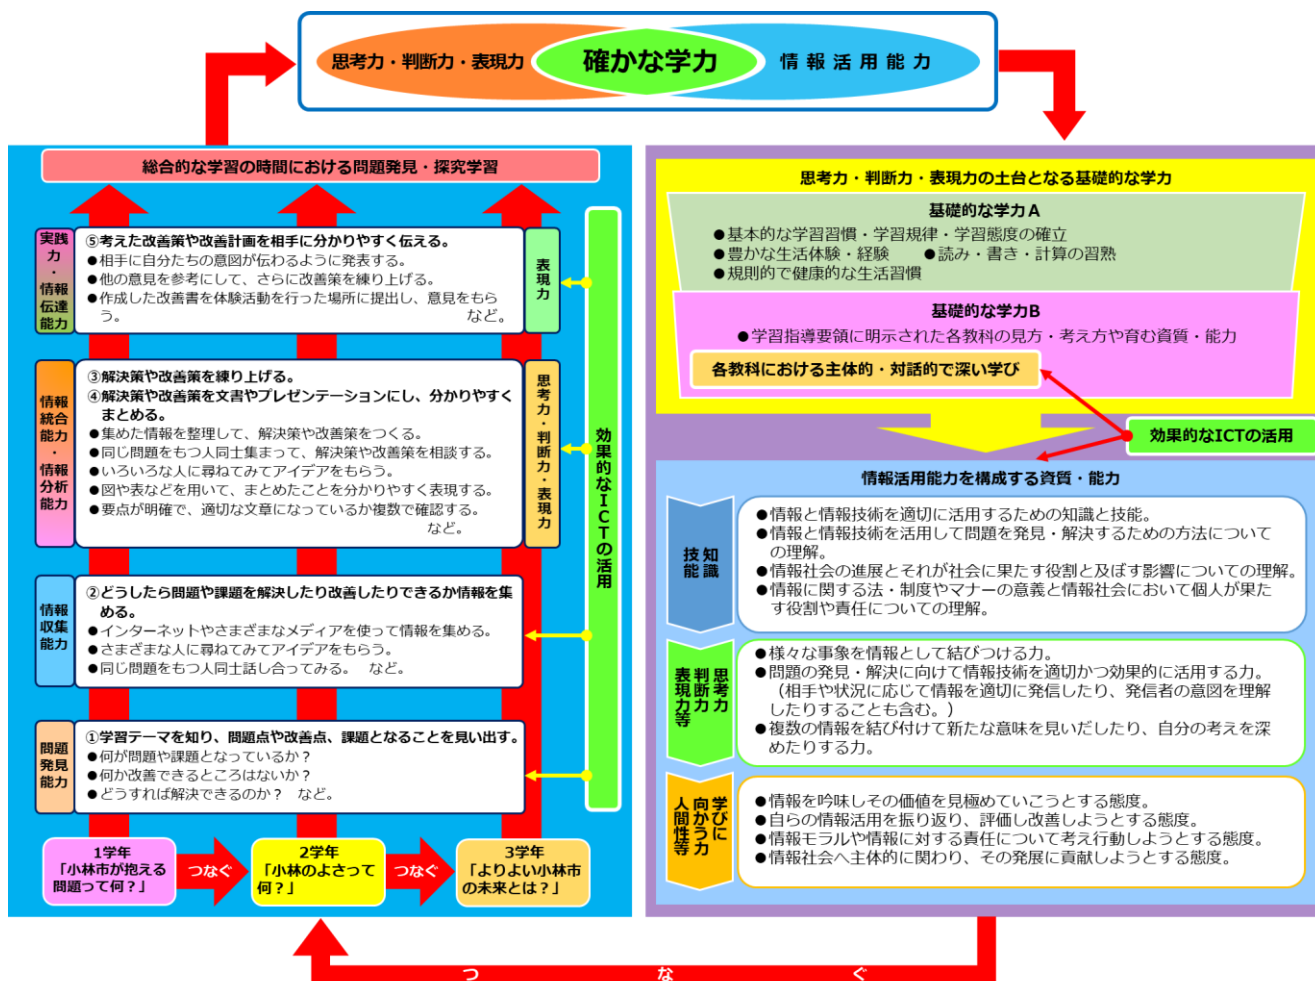 思考力・判断力・表現力
確かな学力
情報活用能力
総合的な学習の時間における問題発見・探究学習
実践
力
・
情報
伝達
能力
⑤考えた改善策や改善計画を相手に分かりやすく伝える。
●相手に自分たちの意図が伝わるように発表する。
●他の意見を参考にして、さらに改善策を練り上げる。
●作成した改善書を体験活動を行った場所に提出し、意見をもら
う。 など。
表現力
情報
統合
能力
・
情報
分析
能力
③解決策や改善策を練り上げる。
④解決策や改善策を文書やプレゼンテーションにし、分かりやすく
まとめる。
●集めた情報を整理して、解決策や改善策をつくる。
●同じ問題をもつ人同士集まって、解決策や改善策を相談する。
●いろいろな人に尋ねてみてアイデアをもらう。
●図や表などを用いて、まとめたことを分かりやすく表現する。
●要点が明確で、適切な文章になっているか複数で確認する。
など。
思考力・判断力・表現力
情報
収集
能力
②どうしたら問題や課題を解決したり改善したりできるか情報を集
める。
●インターネットやさまざまなメディアを使って情報を集める。
●さまざまな人に尋ねてみてアイデアをもらう。
●同じ問題をもつ人同士話し合ってみる。 など。
問題
発見
能力
①学習テーマを知り、問題点や改善点、課題となることを見い出す。
●何が問題や課題となっているか？
●何か改善できるところはないか？
●どうすれば解決できるのか？ など。
効果的なICTの活用
1学年
「小林市が抱える
問題って何？」
つなぐ
2学年
「小林のよさって
何？」
つなぐ
3学年
「よりよい小林市
の未来とは？」
思考力・判断力・表現力の土台となる基礎的な学力
基礎的な学力A
●基本的な学習習慣・学習規律・学習態度の確立
●豊かな生活体験・経験 ●読み・書き・計算の習熟
●規則的で健康的な生活習慣
基礎的な学力B
●学習指導要領に明示された各教科の見方・考え方や育む資質・能力
各教科における主体的・対話的で深い学び
効果的なICTの活用
情報活用能力を構成する資質・能力
知識
技能
●情報と情報技術を適切に活用するための知識と技能。
●情報と情報技術を活用して問題を発見・解決するための方法について
の理解。
●情報社会の進展とそれが社会に果たす役割と及ぼす影響についての理解。
●情報に関する法・制度やマナーの意義と情報社会において個人が果た
す役割や責任についての理解。
思考力
判断力
表現力等
●様々な事象を情報として結びつける力。
●問題の発見・解決に向けて情報技術を適切かつ効果的に活用する力。
（相手や状況に応じて情報を適切に発信したり、発信者の意図を理解
したりすることも含む。）
●複数の情報を結び付けて新たな意味を見いだしたり、自分の考えを深
めたりする力。
学びに
向かう力
人間性等
●情報を吟味しその価値を見極めていこうとする態度。
●自らの情報活用を振り返り、評価し改善しようとする態度。
●情報モラルや情報に対する責任について考え行動しようとする態度。
●情報社会へ主体的に関わり、その発展に貢献しようとする態度。
つなぐ